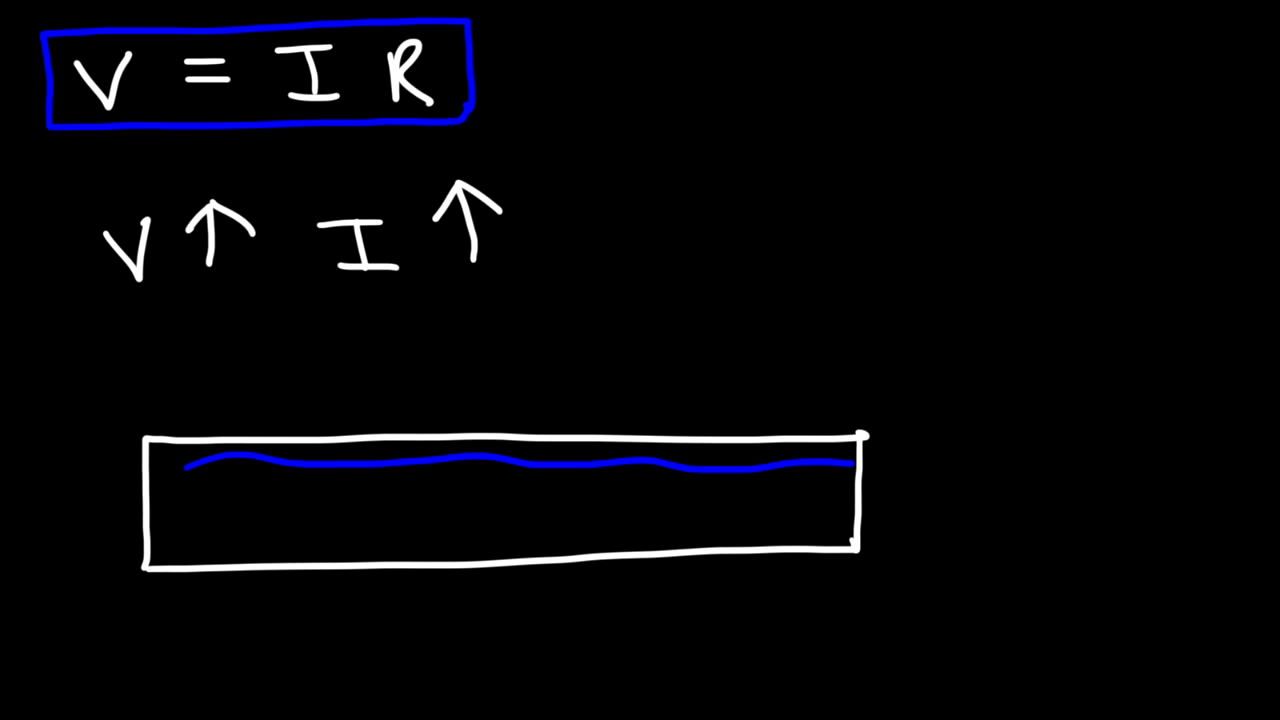 V = I R
V ↑ I ↑